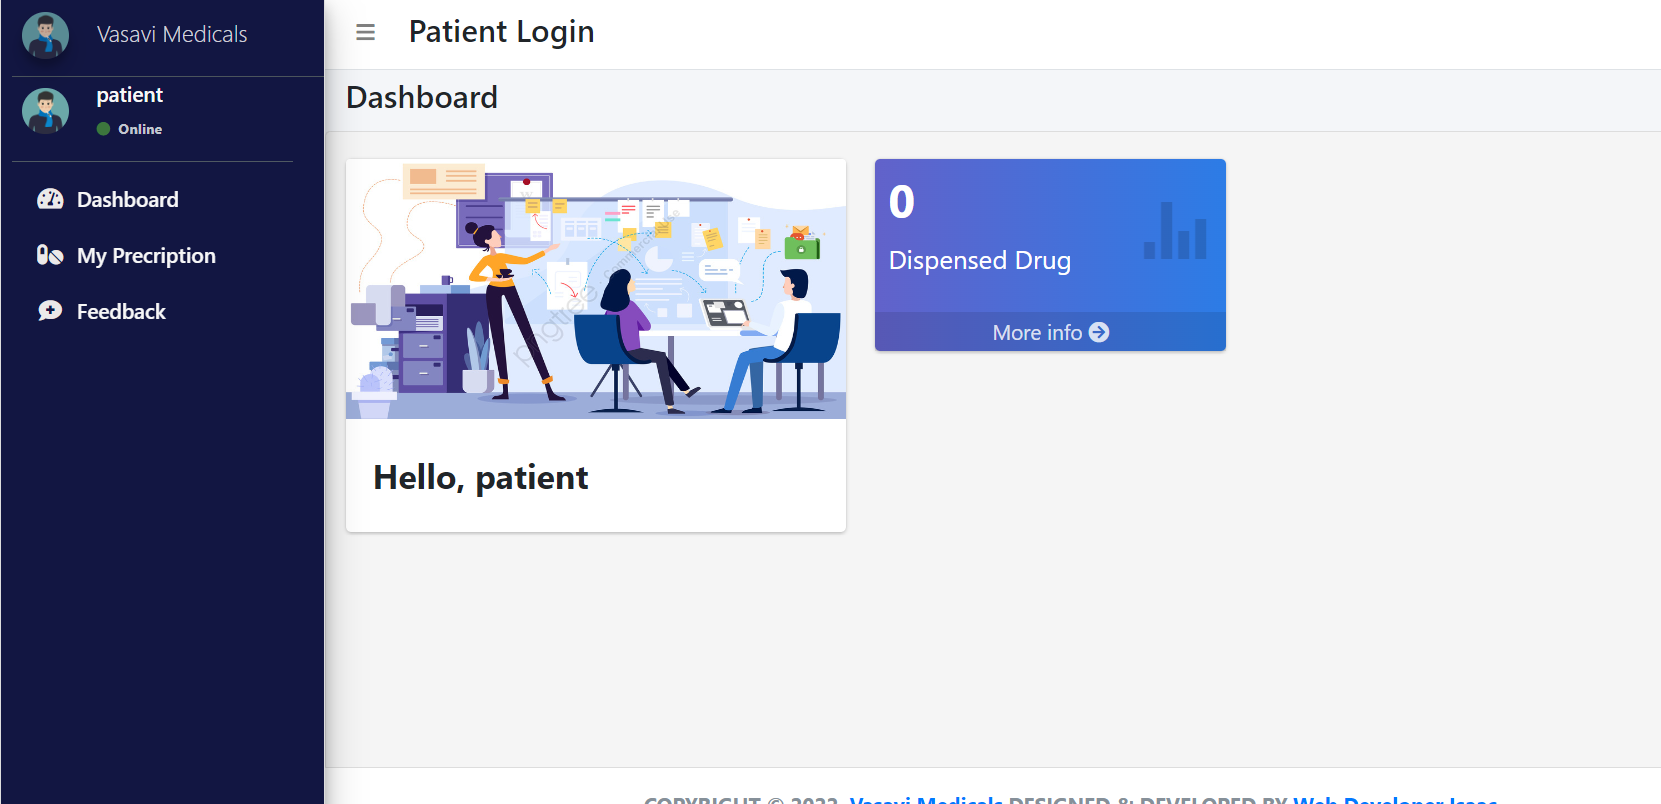 Vasavi Medicals
Patient Login
patient
Online
Dashboard
Dashboard
My Precription
Feedback
pngtree
Hello, patient
0
Dispensed Drug
More info
COPYRIGHT © 2022 Vasavi Medicals DESIGNED & DEVELOPED BY Web Developer Isaac